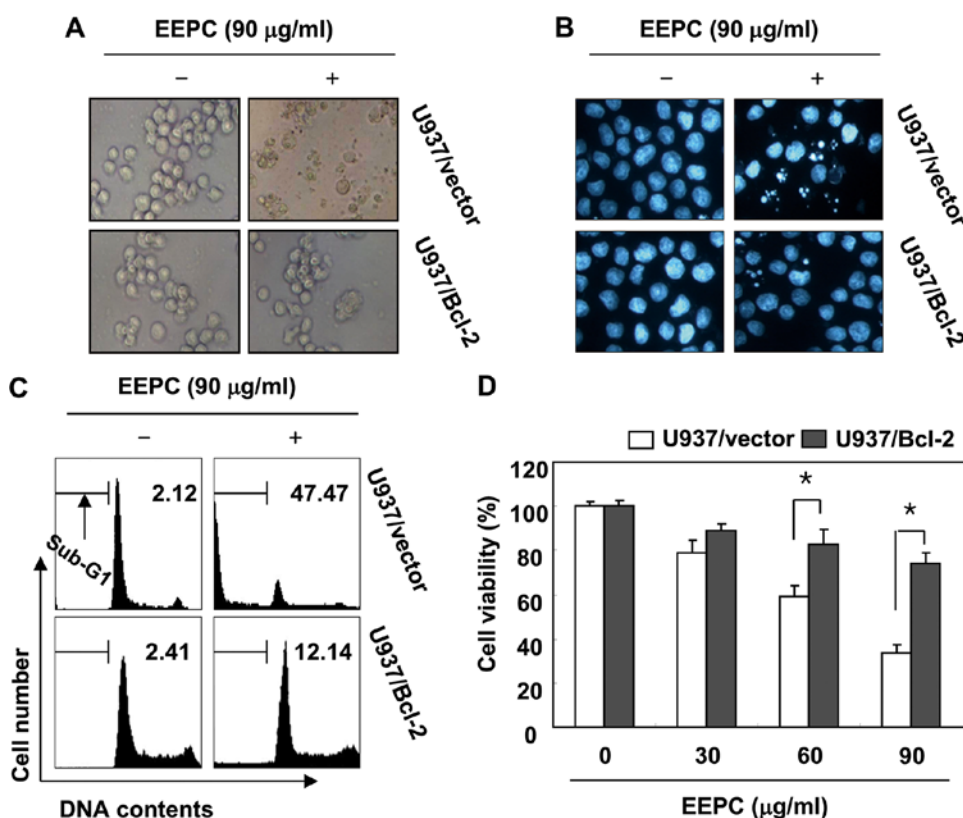 A
EEPC (90 μg/ml)
− +
U937/vector
U937/Bcl-2
B
EEPC (90 μg/ml)
− +
U937/vector
U937/Bcl-2
C
EEPC (90 μg/ml)
− +
2.12 47.47
Sub-G1
U937/vector
2.41 12.14
U937/Bcl-2
Cell number
DNA contents
D
U937/vector U937/Bcl-2
Cell viability (%)
120
100
80
60
40
20
0
* *
0 30 60 90
EEPC (μg/ml)